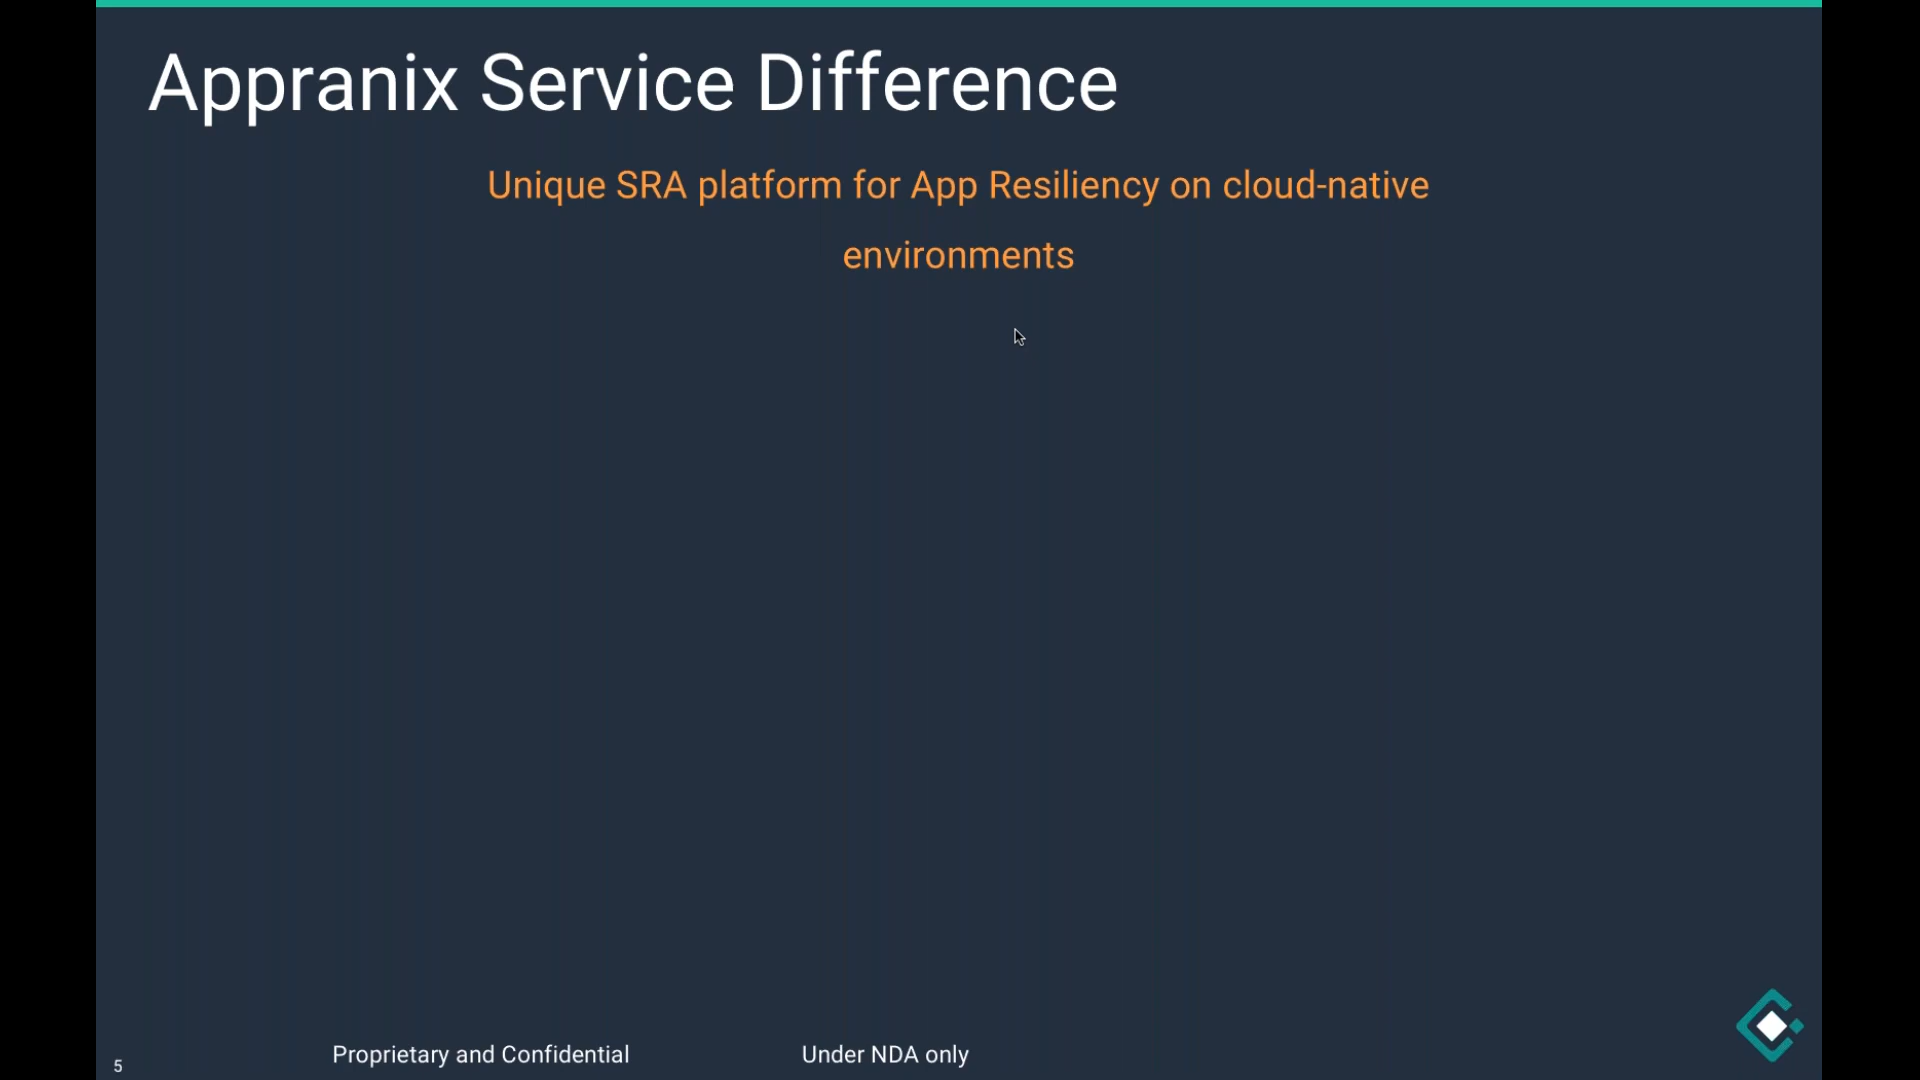 Appranix Service Difference
Unique SRA platform for App Resiliency on cloud-native
environments
Proprietary and Confidential
Under NDA only
5